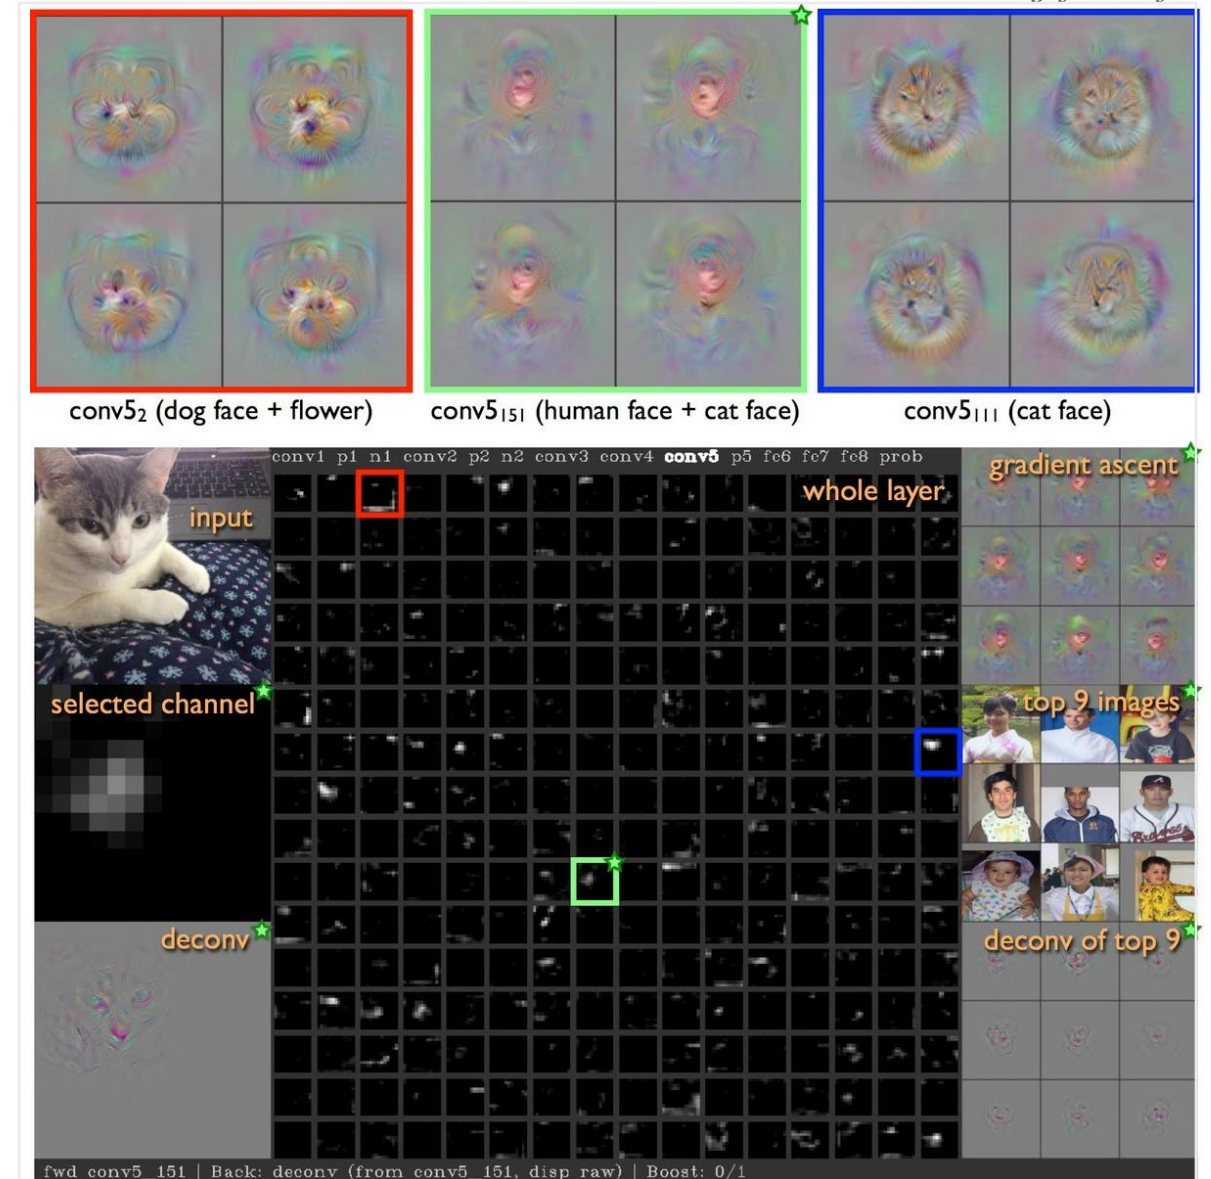 conv5₂ (dog face + flower)
conv5₁₅₁ (human face + cat face)
conv5₁₁₁ (cat face)
conv1 p1 n1 conv2 p2 n2 conv3 conv4 conv5 p5 fc6 fc7 fc8 prob
input
whole layer
gradient ascent
selected channel
top 9 images
deconv
deconv of top 9
fwd conv5_151 | Back: deconv (from conv5_151, disp raw) | Boost: 0/1